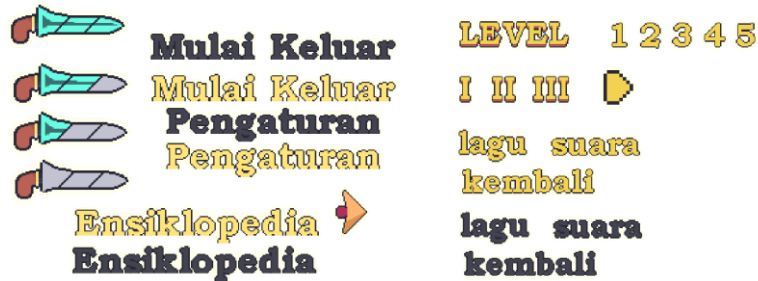 Mulai Keluar
Mulai Keluar
Pengaturan
Pengaturan
Ensiklopedia
Ensiklopedia
LEVEL 1 2 3 4 5
I II III
lagu suara
kembali
lagu suara
kembali